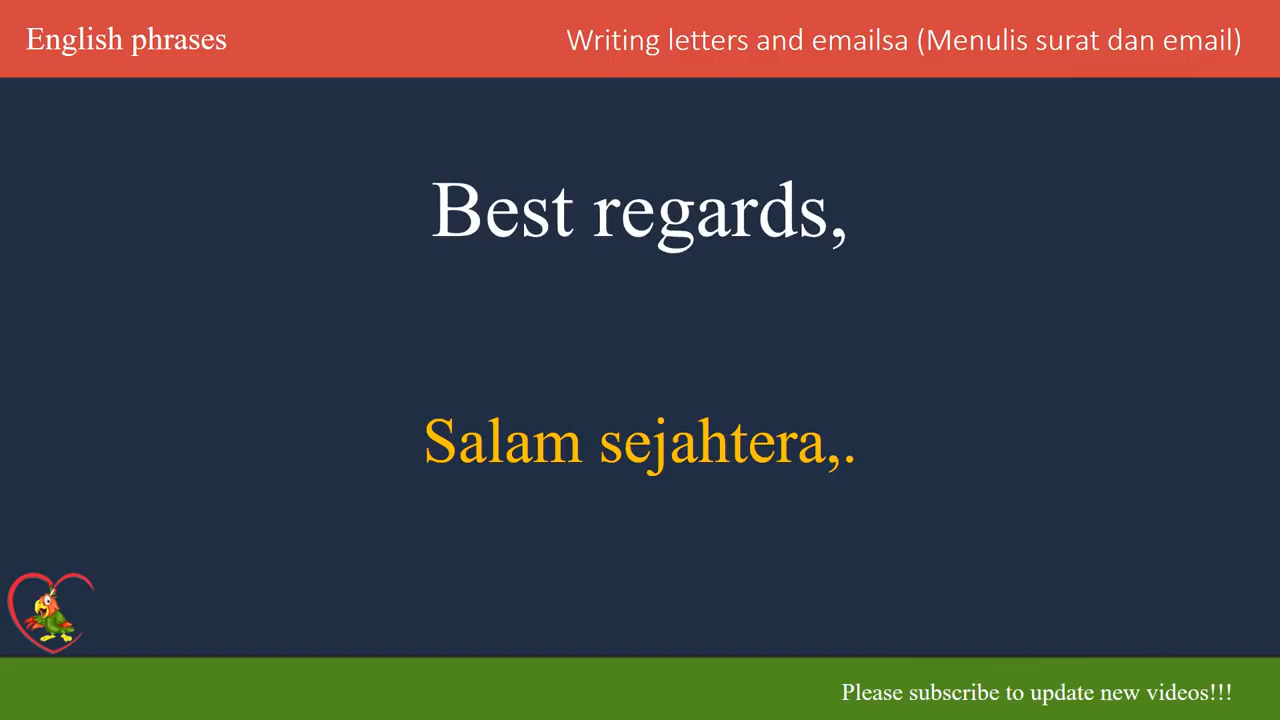 English phrases
Writing letters and emailsa (Menulis surat dan email)
Best regards,
Salam sejahtera,.
Please subscribe to update new videos!!!